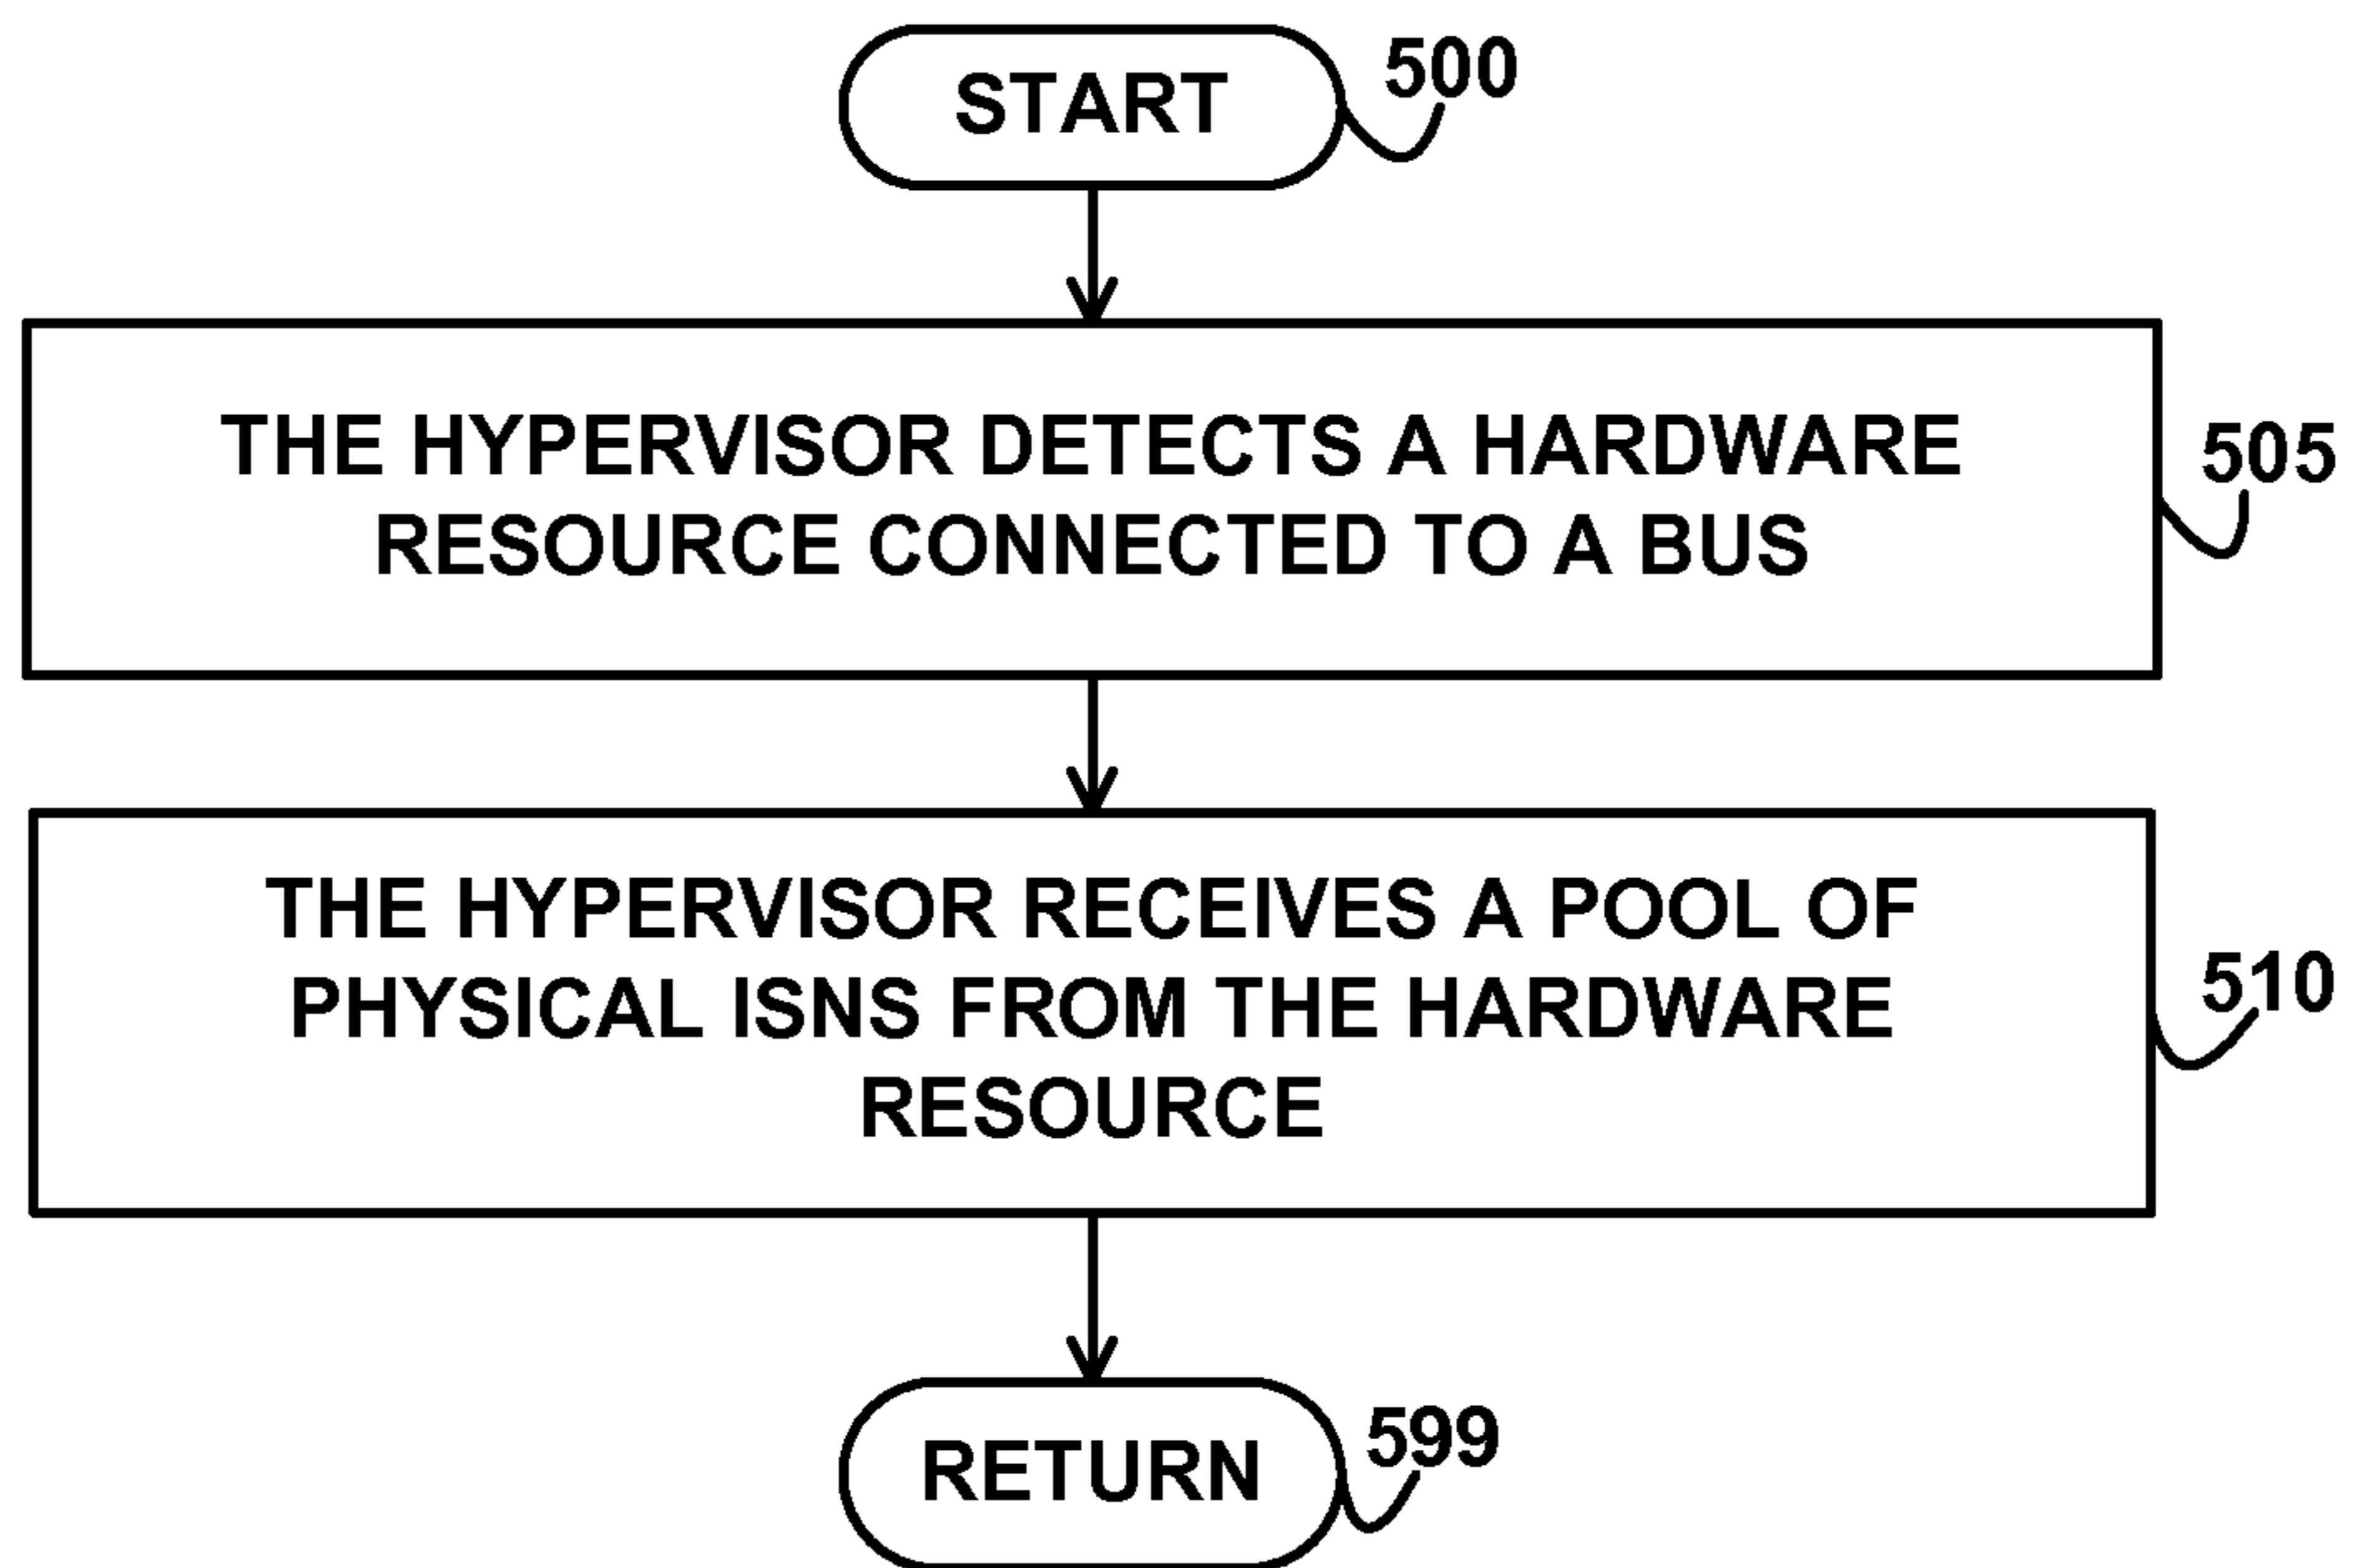 START
500
THE HYPERVISOR DETECTS A HARDWARE
RESOURCE CONNECTED TO A BUS
505
THE HYPERVISOR RECEIVES A POOL OF
PHYSICAL ISNS FROM THE HARDWARE
RESOURCE
510
RETURN
599